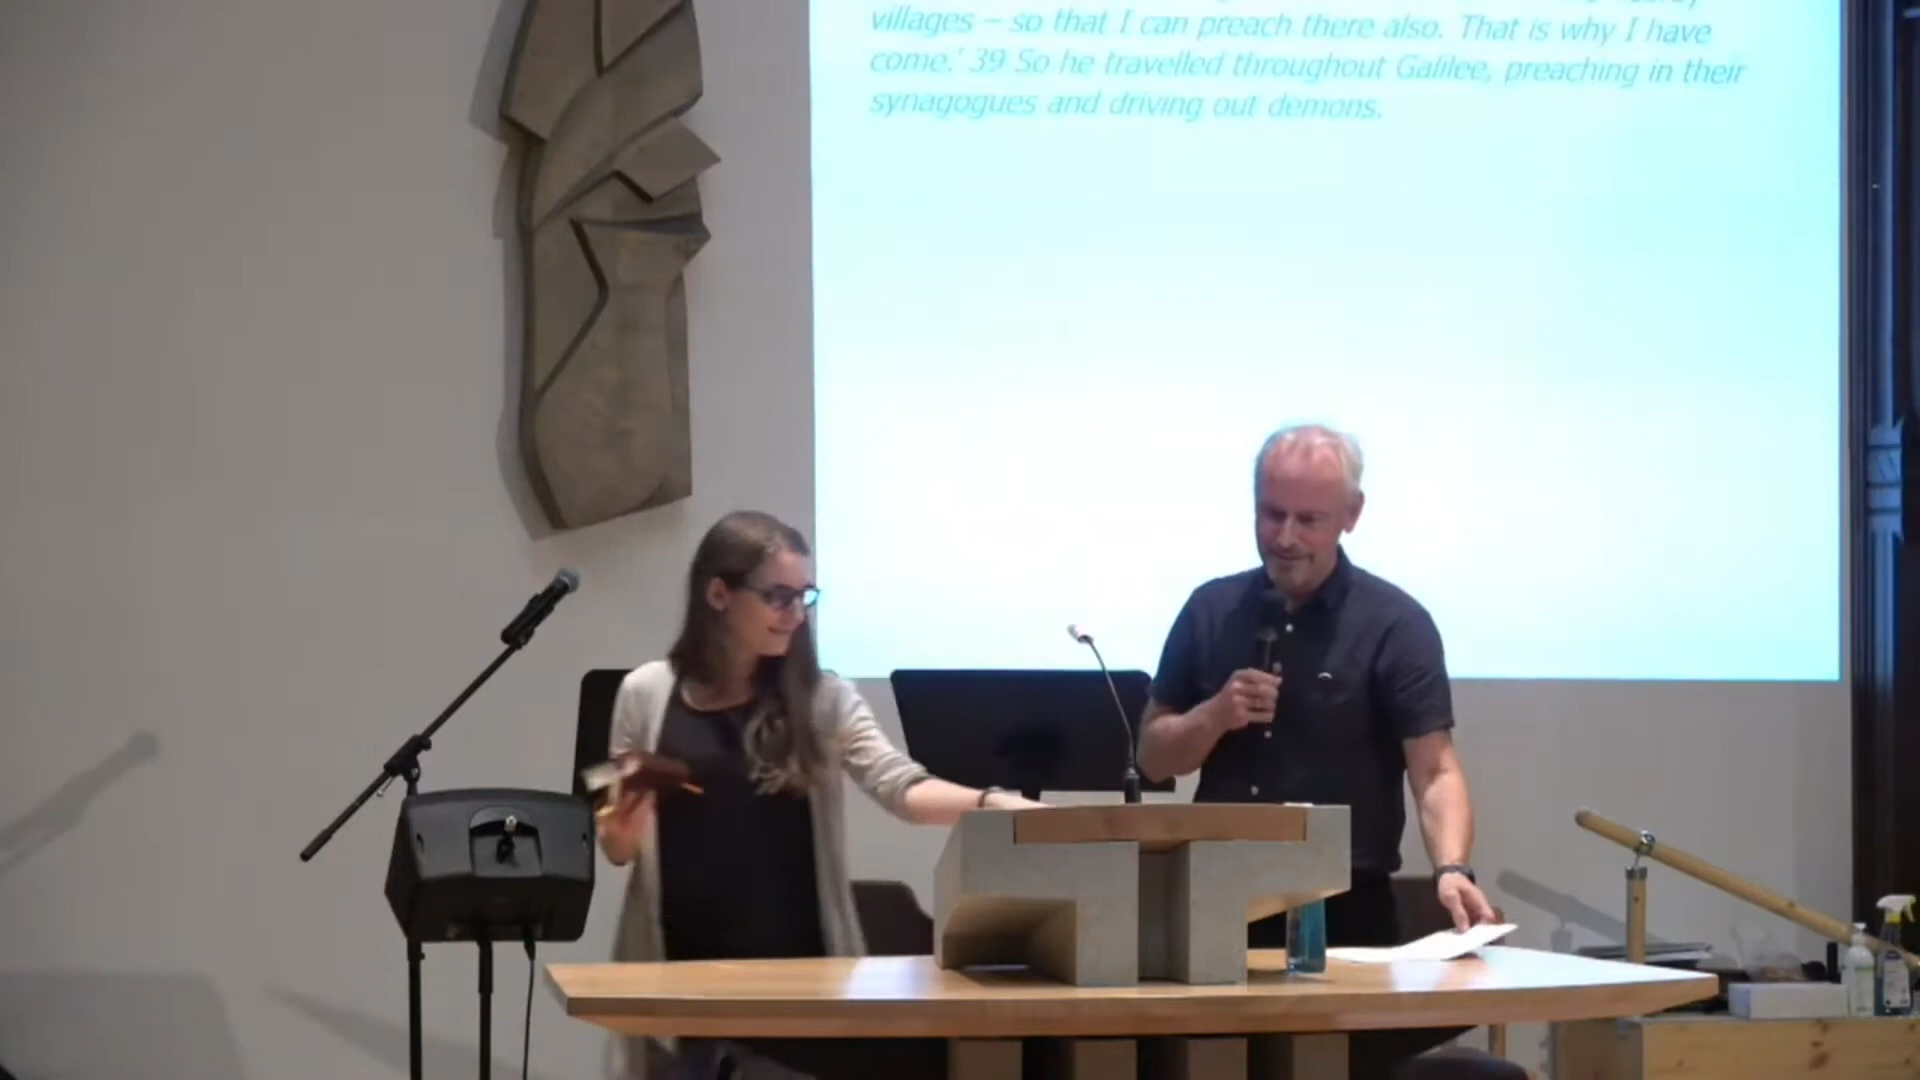 villages – so that I can preach there also. That is why I have
come.' 39 So he travelled throughout Galilee, preaching in their
synagogues and driving out demons.